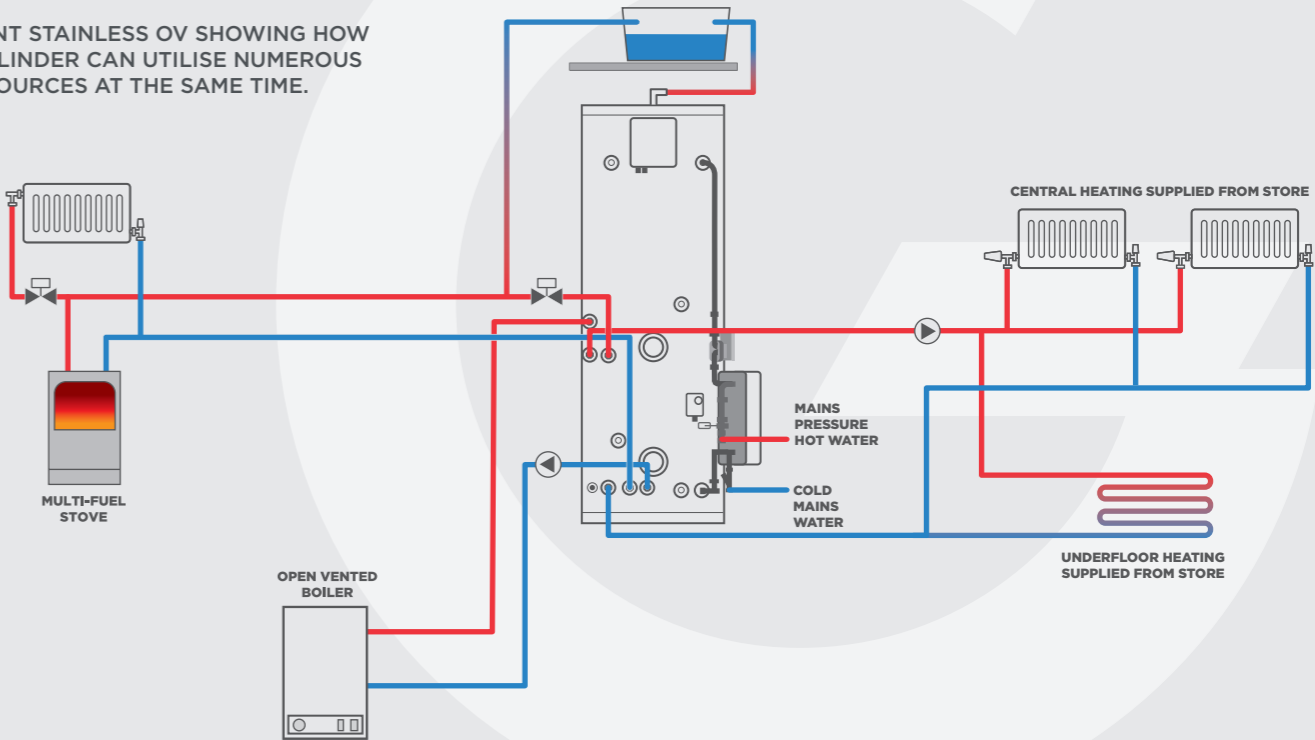 NT STAINLESS OV SHOWING HOW
LINDER CAN UTILISE NUMEROUS
OURCES AT THE SAME TIME.
CENTRAL HEATING SUPPLIED FROM STORE
MAINS
PRESSURE
HOT WATER
COLD
MAINS
WATER
MULTI-FUEL
STOVE
UNDERFLOOR HEATING
SUPPLIED FROM STORE
OPEN VENTED
BOILER